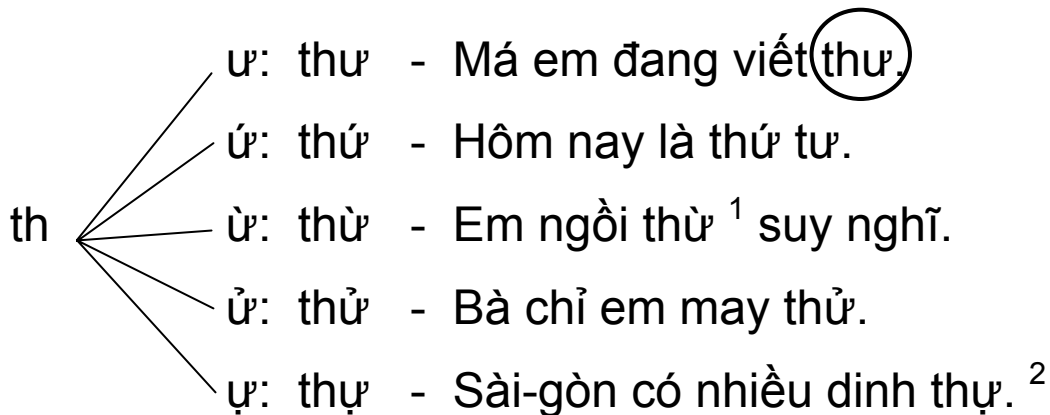 ư: thư - Má em đang viết thư.
ứ: thứ - Hôm nay là thứ tư.
th ừ: thừ - Em ngồi thừ 1 suy nghĩ.
ử: thử - Bà chỉ em may thử.
ự: thự - Sài-gòn có nhiều dinh thự. 2